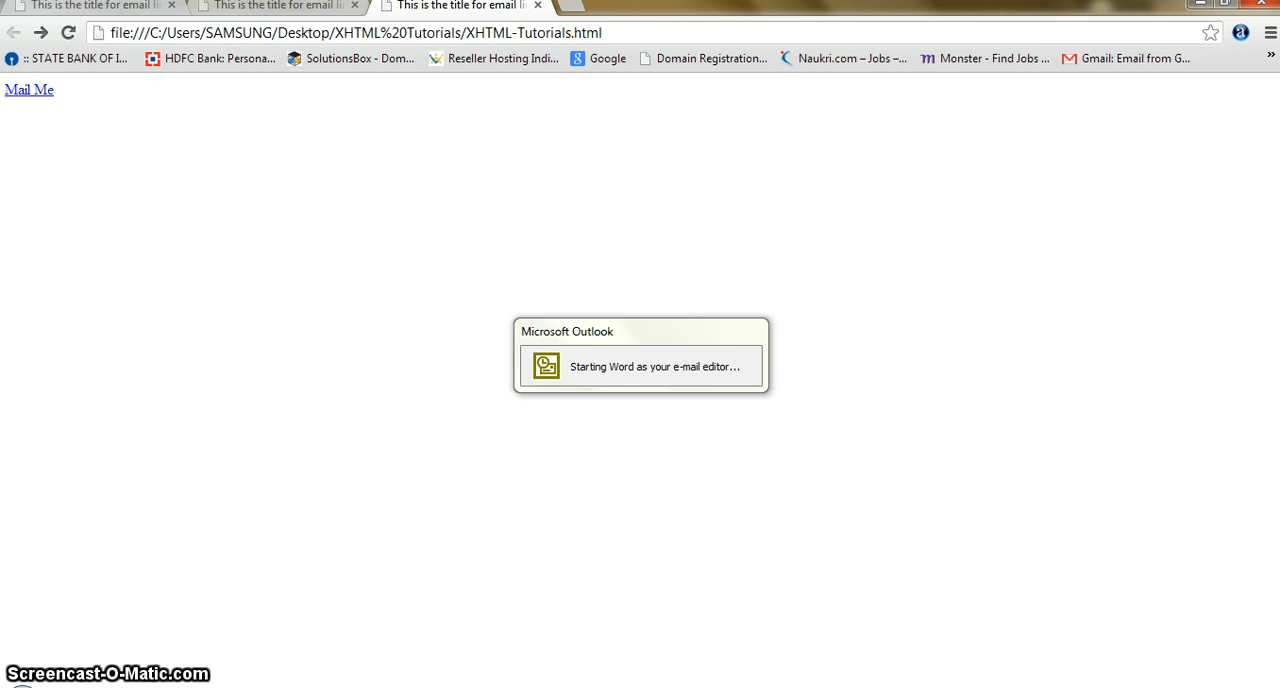 This is the title for email li
This is the title for email li
This is the title for email li
file:///C:/Users/SAMSUNG/Desktop/XHTML%20Tutorials/XHTML-Tutorials.html
:: STATE BANK OF I... HDFC Bank: Persona... SolutionsBox - Dom... Reseller Hosting Indi... Google Domain Registration... Naukri.com – Jobs –... Monster - Find Jobs ... Gmail: Email from G... »
Mail Me
Microsoft Outlook
Starting Word as your e-mail editor...
Screencast-O-Matic.com